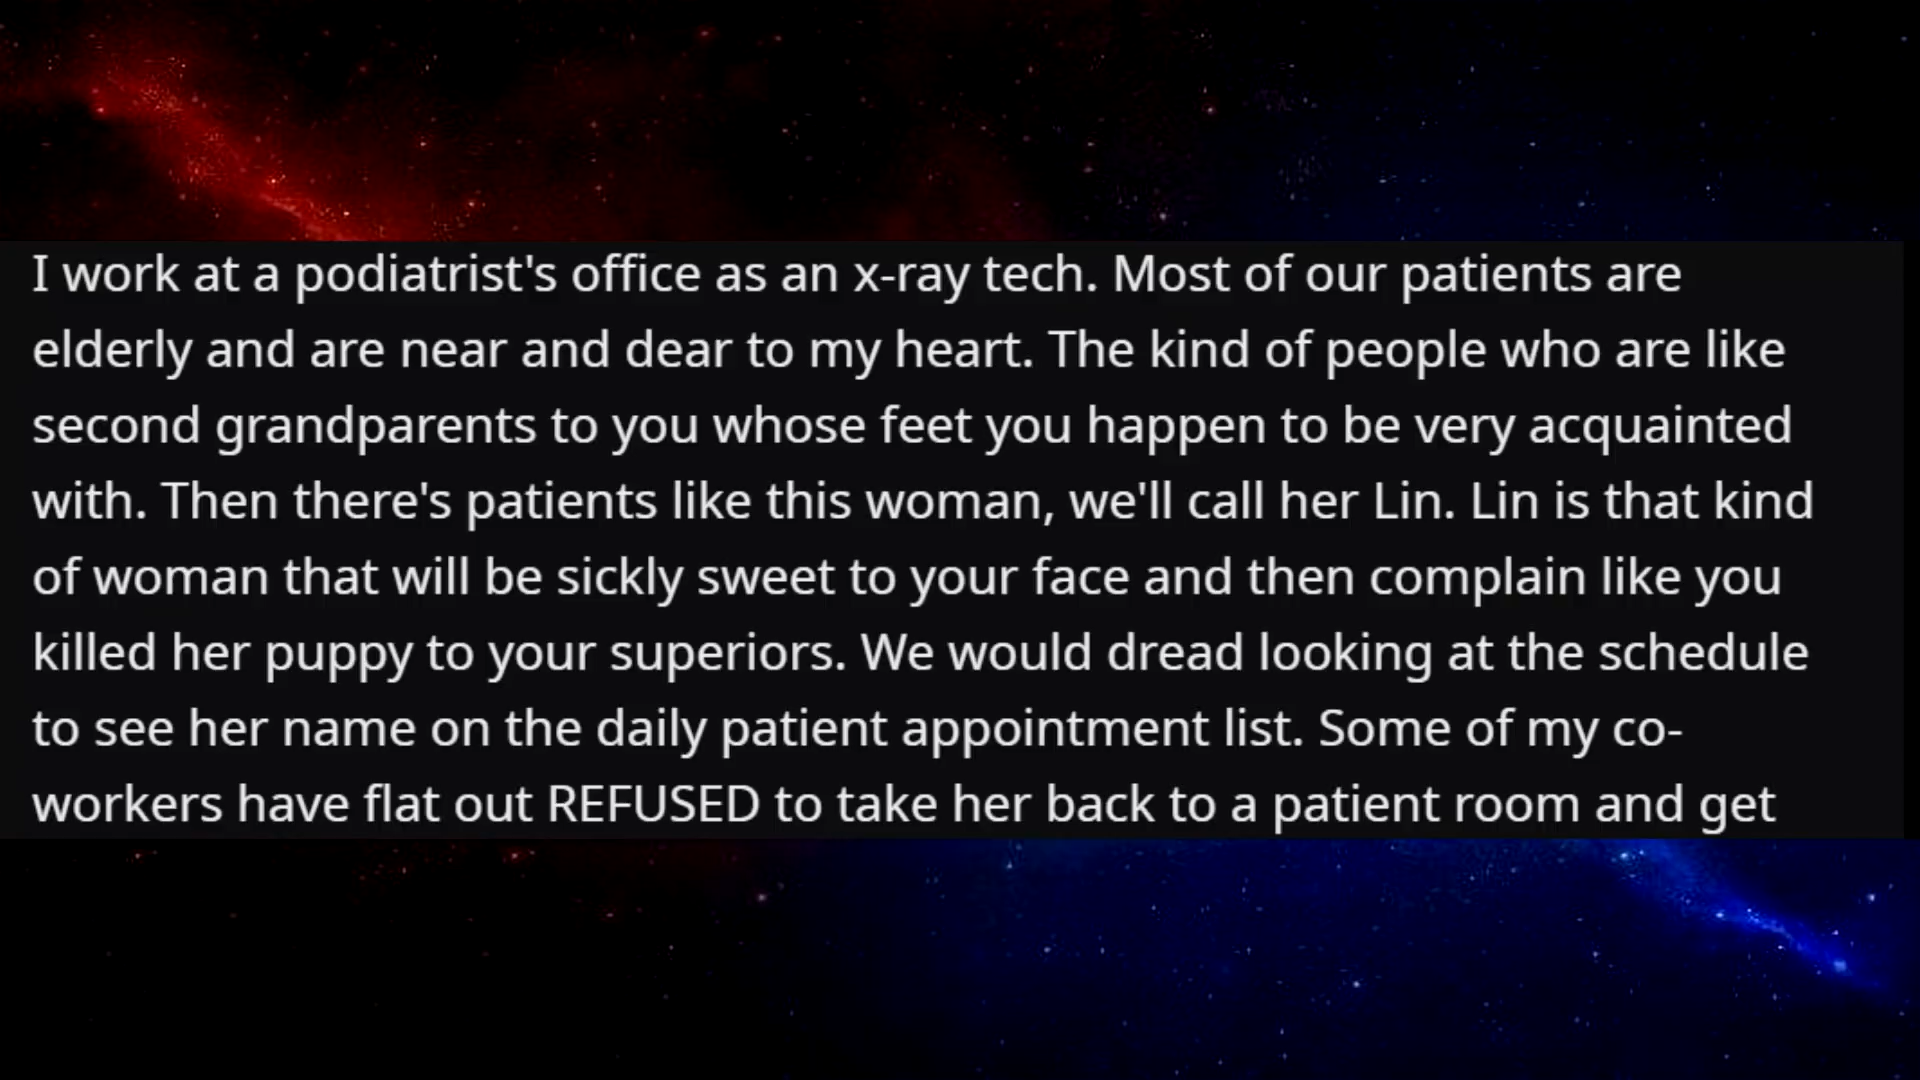 I work at a podiatrist's office as an x-ray tech. Most of our patients are
elderly and are near and dear to my heart. The kind of people who are like
second grandparents to you whose feet you happen to be very acquainted
with. Then there's patients like this woman, we'll call her Lin. Lin is that kind
of woman that will be sickly sweet to your face and then complain like you
killed her puppy to your superiors. We would dread looking at the schedule
to see her name on the daily patient appointment list. Some of my co-
workers have flat out REFUSED to take her back to a patient room and get